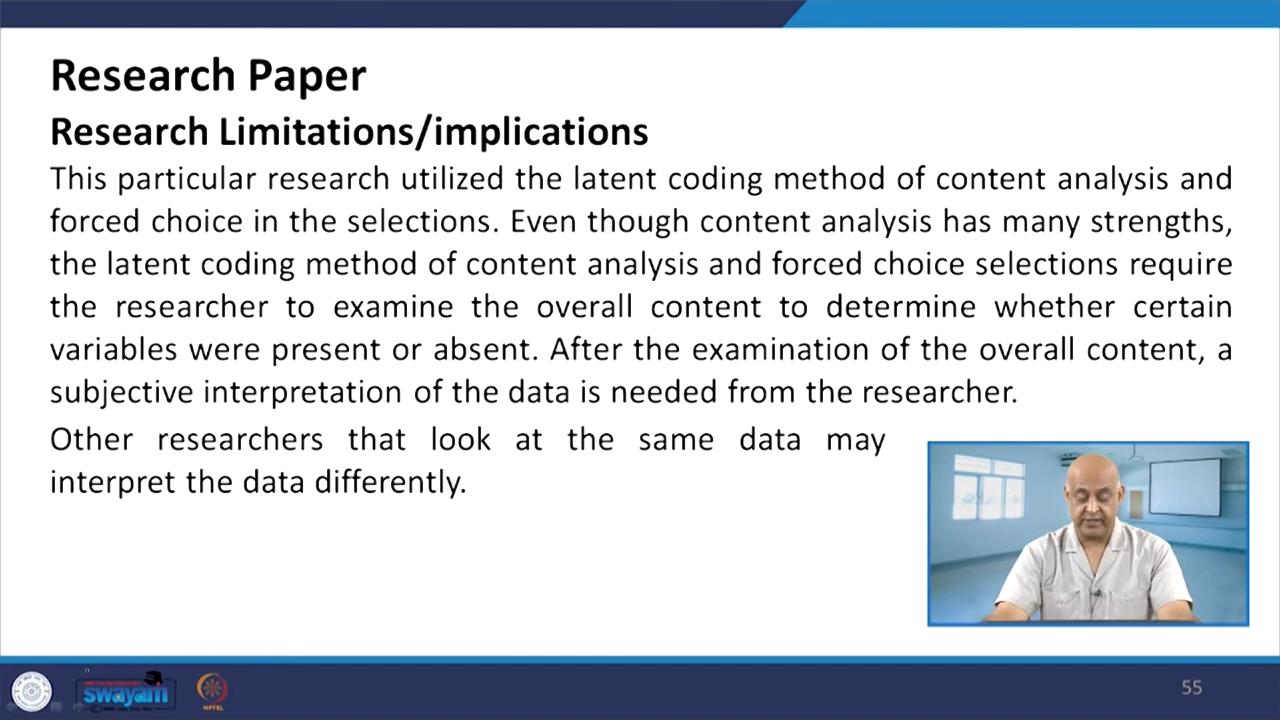 Research Paper
Research Limitations/implications
This particular research utilized the latent coding method of content analysis and
forced choice in the selections. Even though content analysis has many strengths,
the latent coding method of content analysis and forced choice selections require
the researcher to examine the overall content to determine whether certain
variables were present or absent. After the examination of the overall content, a
subjective interpretation of the data is needed from the researcher.
Other researchers that look at the same data may
interpret the data differently.
swayam
NPTEL
55